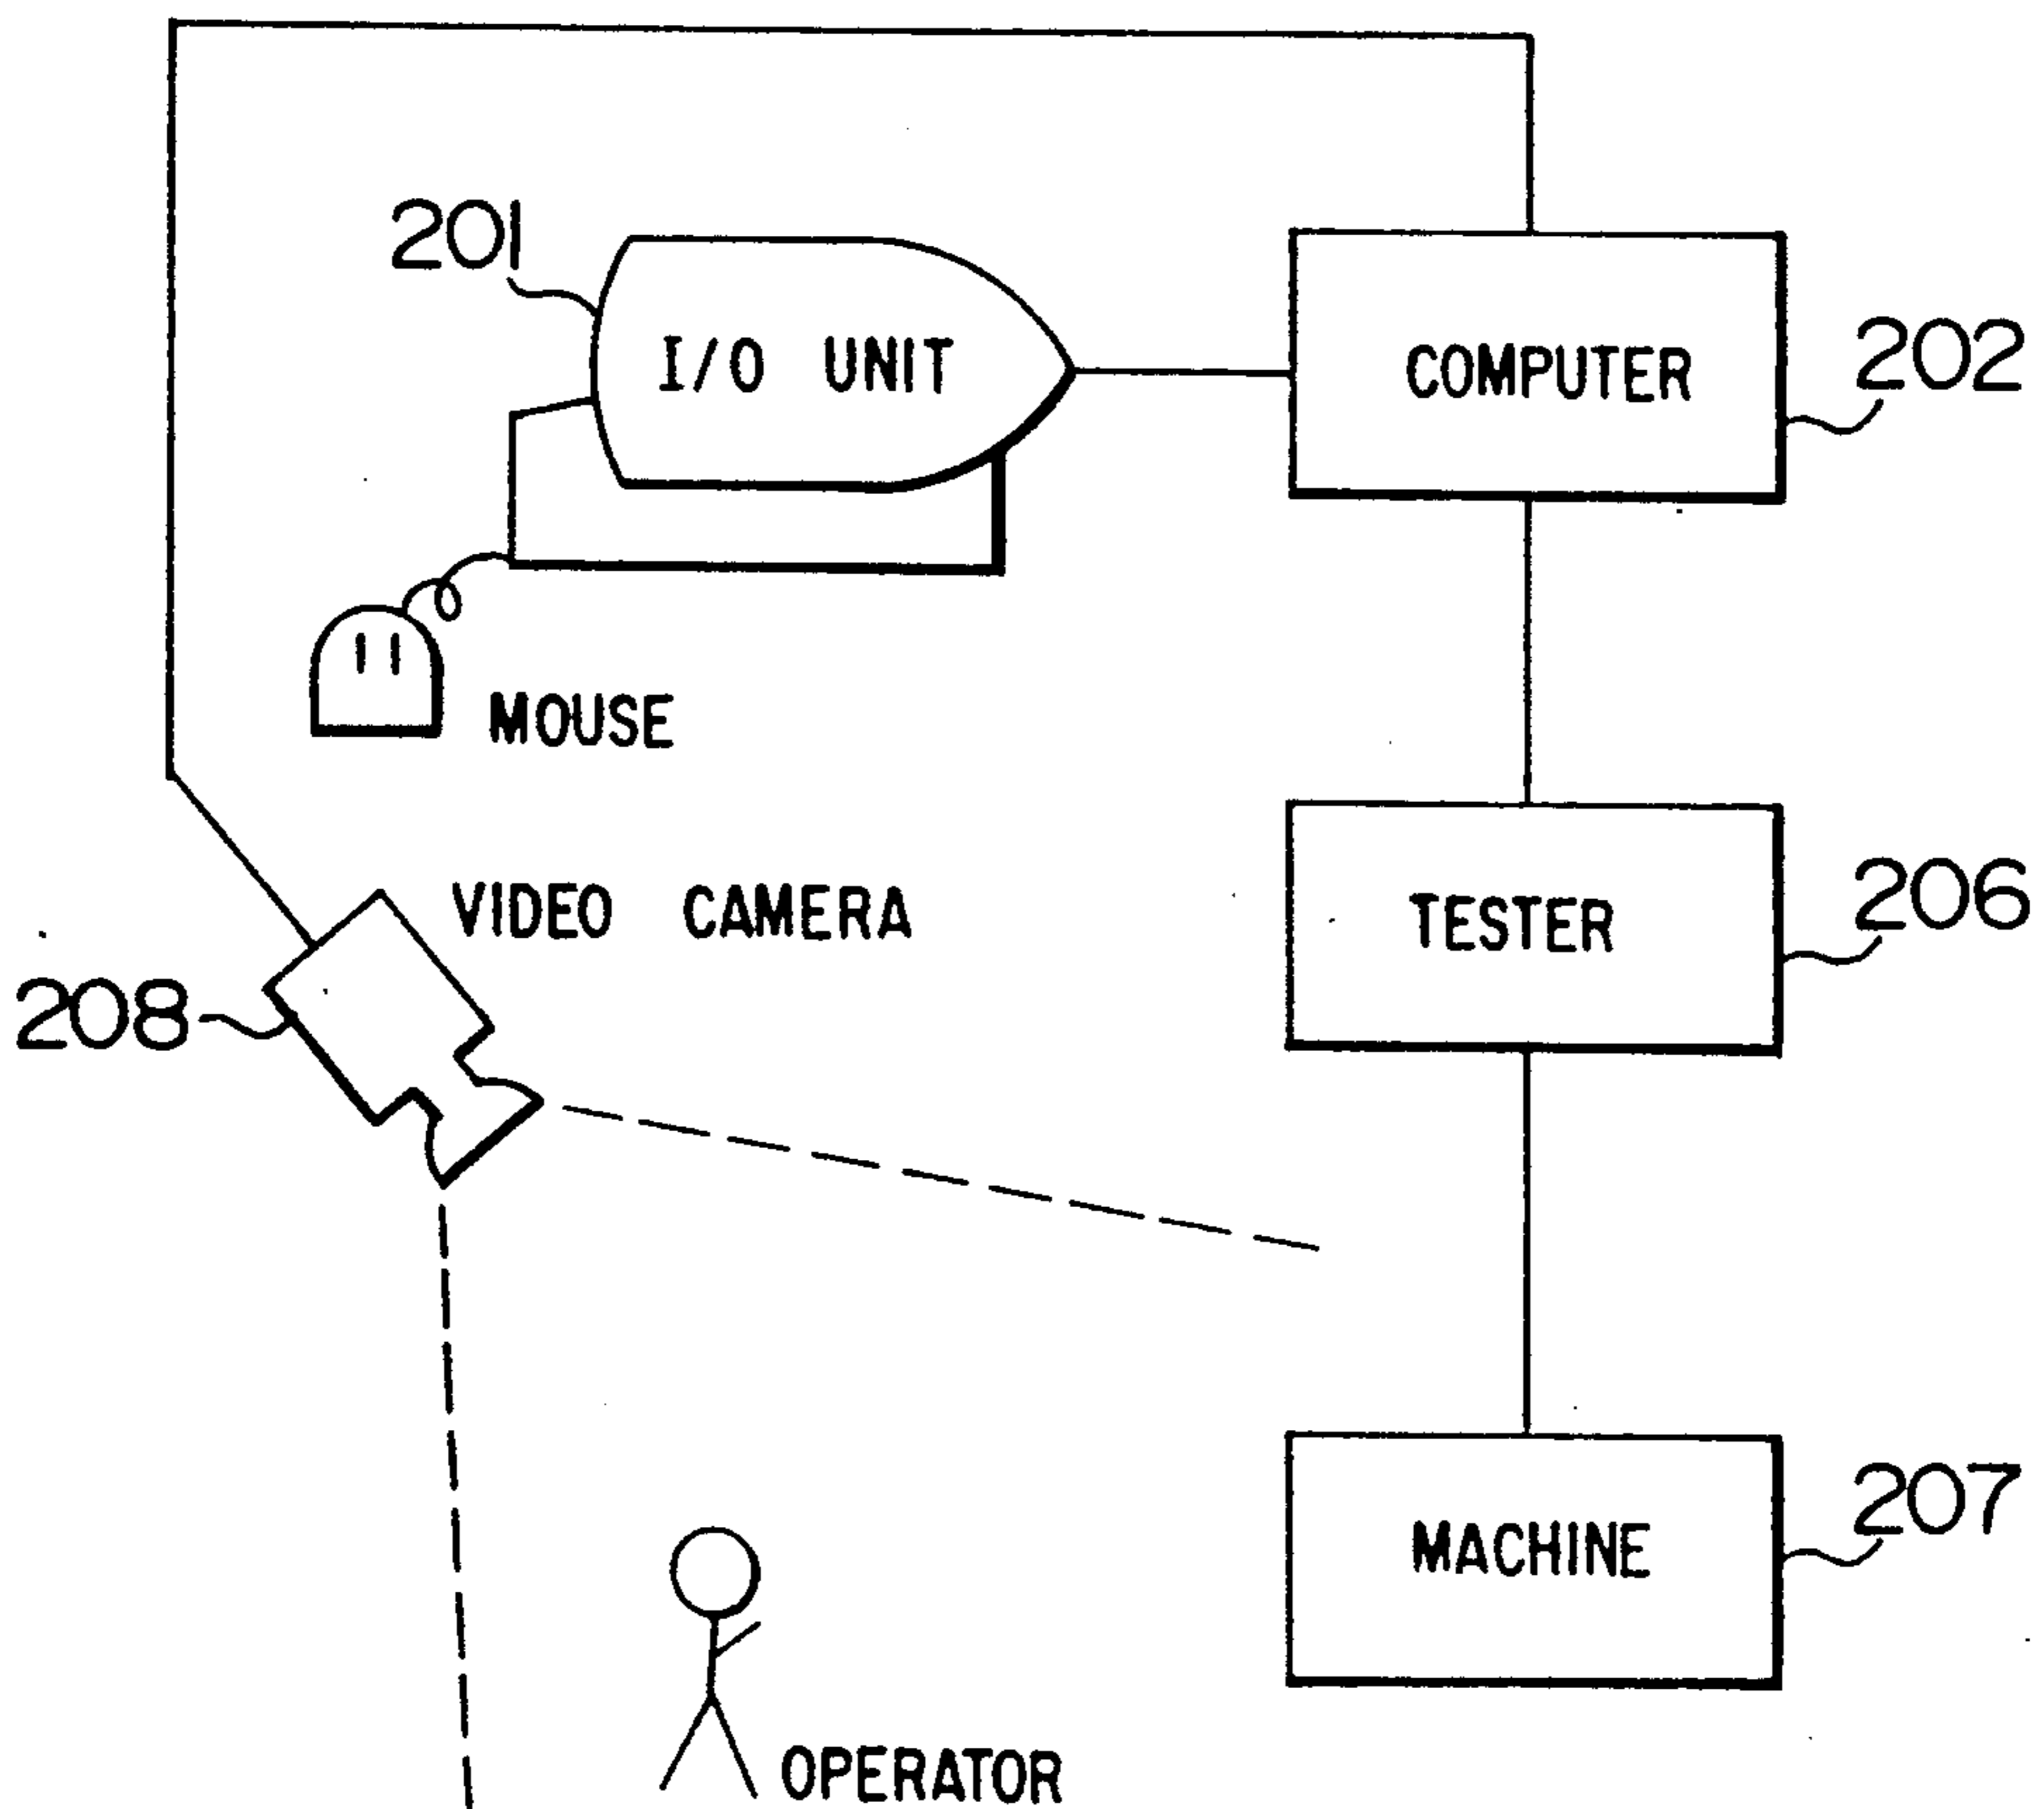 201
I/O UNIT
COMPUTER
202
MOUSE
VIDEO CAMERA
TESTER
206
208
MACHINE
207
OPERATOR